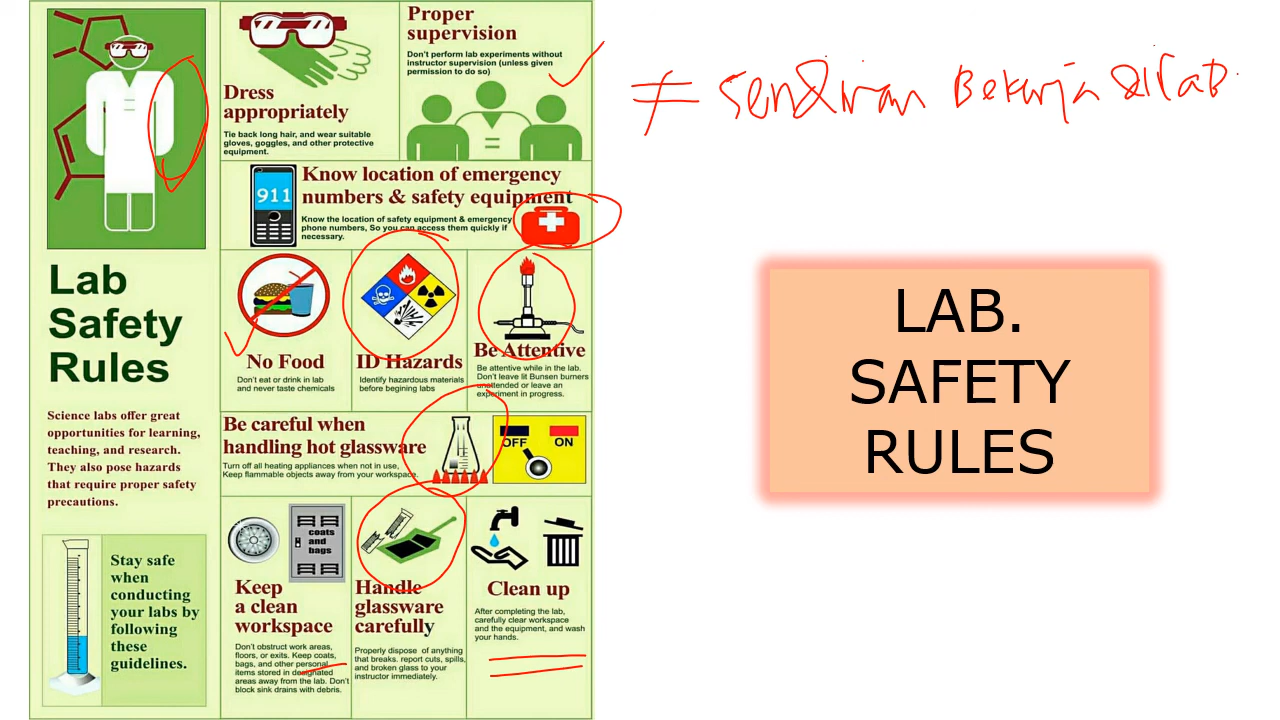 Lab
Safety
Rules
Science labs offer great
opportunities for learning,
teaching, and research.
They also pose hazards
that require proper safety
precautions.
Stay safe
when
conducting
your labs by
following
these
guidelines.
Dress
appropriately
Tie back long hair, and wear suitable
gloves, goggles, and other protective
equipment.
Proper
supervision
Don't perform lab experiments without
instructor supervision (unless given
permission to do so)
911
Know location of emergency
numbers & safety equipment
Know the location of safety equipment & emergency
phone numbers, So you can access them quickly if
necessary.
No Food
Don't eat or drink in lab
and never taste chemicals
ID Hazards
Identify hazardous materials
before begining labs
Be Attentive
Be attentive while in the lab.
Don't leave lit Bunsen burners
unattended or leave an
experiment in progress.
Be careful when
handling hot glassware
Turn off all heating appliances when not in use,
Keep flammable objects away from your workspace.
OFF ON
coats
and
bags
Keep
a clean
workspace
Don't obstruct work areas,
floors, or exits. Keep coats,
bags, and other personal
items stored in designated
areas away from the lab. Don't
block sink drains with debris.
Handle
glassware
carefully
Properly dispose of anything
that breaks. report cuts, spills,
and broken glass to your
instructor immediately.
Clean up
After completing the lab,
carefully clear workspace
and the equipment, and wash
your hands.
≠ sendirian Bekerja di lab
LAB.
SAFETY
RULES